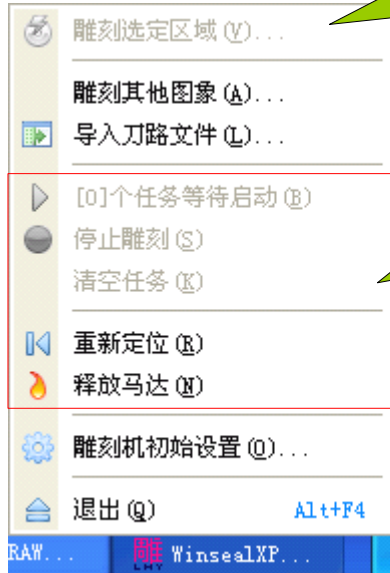 雕刻选定区域(V)...
雕刻其他图象(A)...
导入刀路文件(L)...
[0]个任务等待启动(B)
停止雕刻(S)
清空任务(K)
重新定位(R)
释放马达(N)
雕刻机初始设置(O)...
退出(Q) Alt+F4
RAW... 雕 LHY WinsealXP...